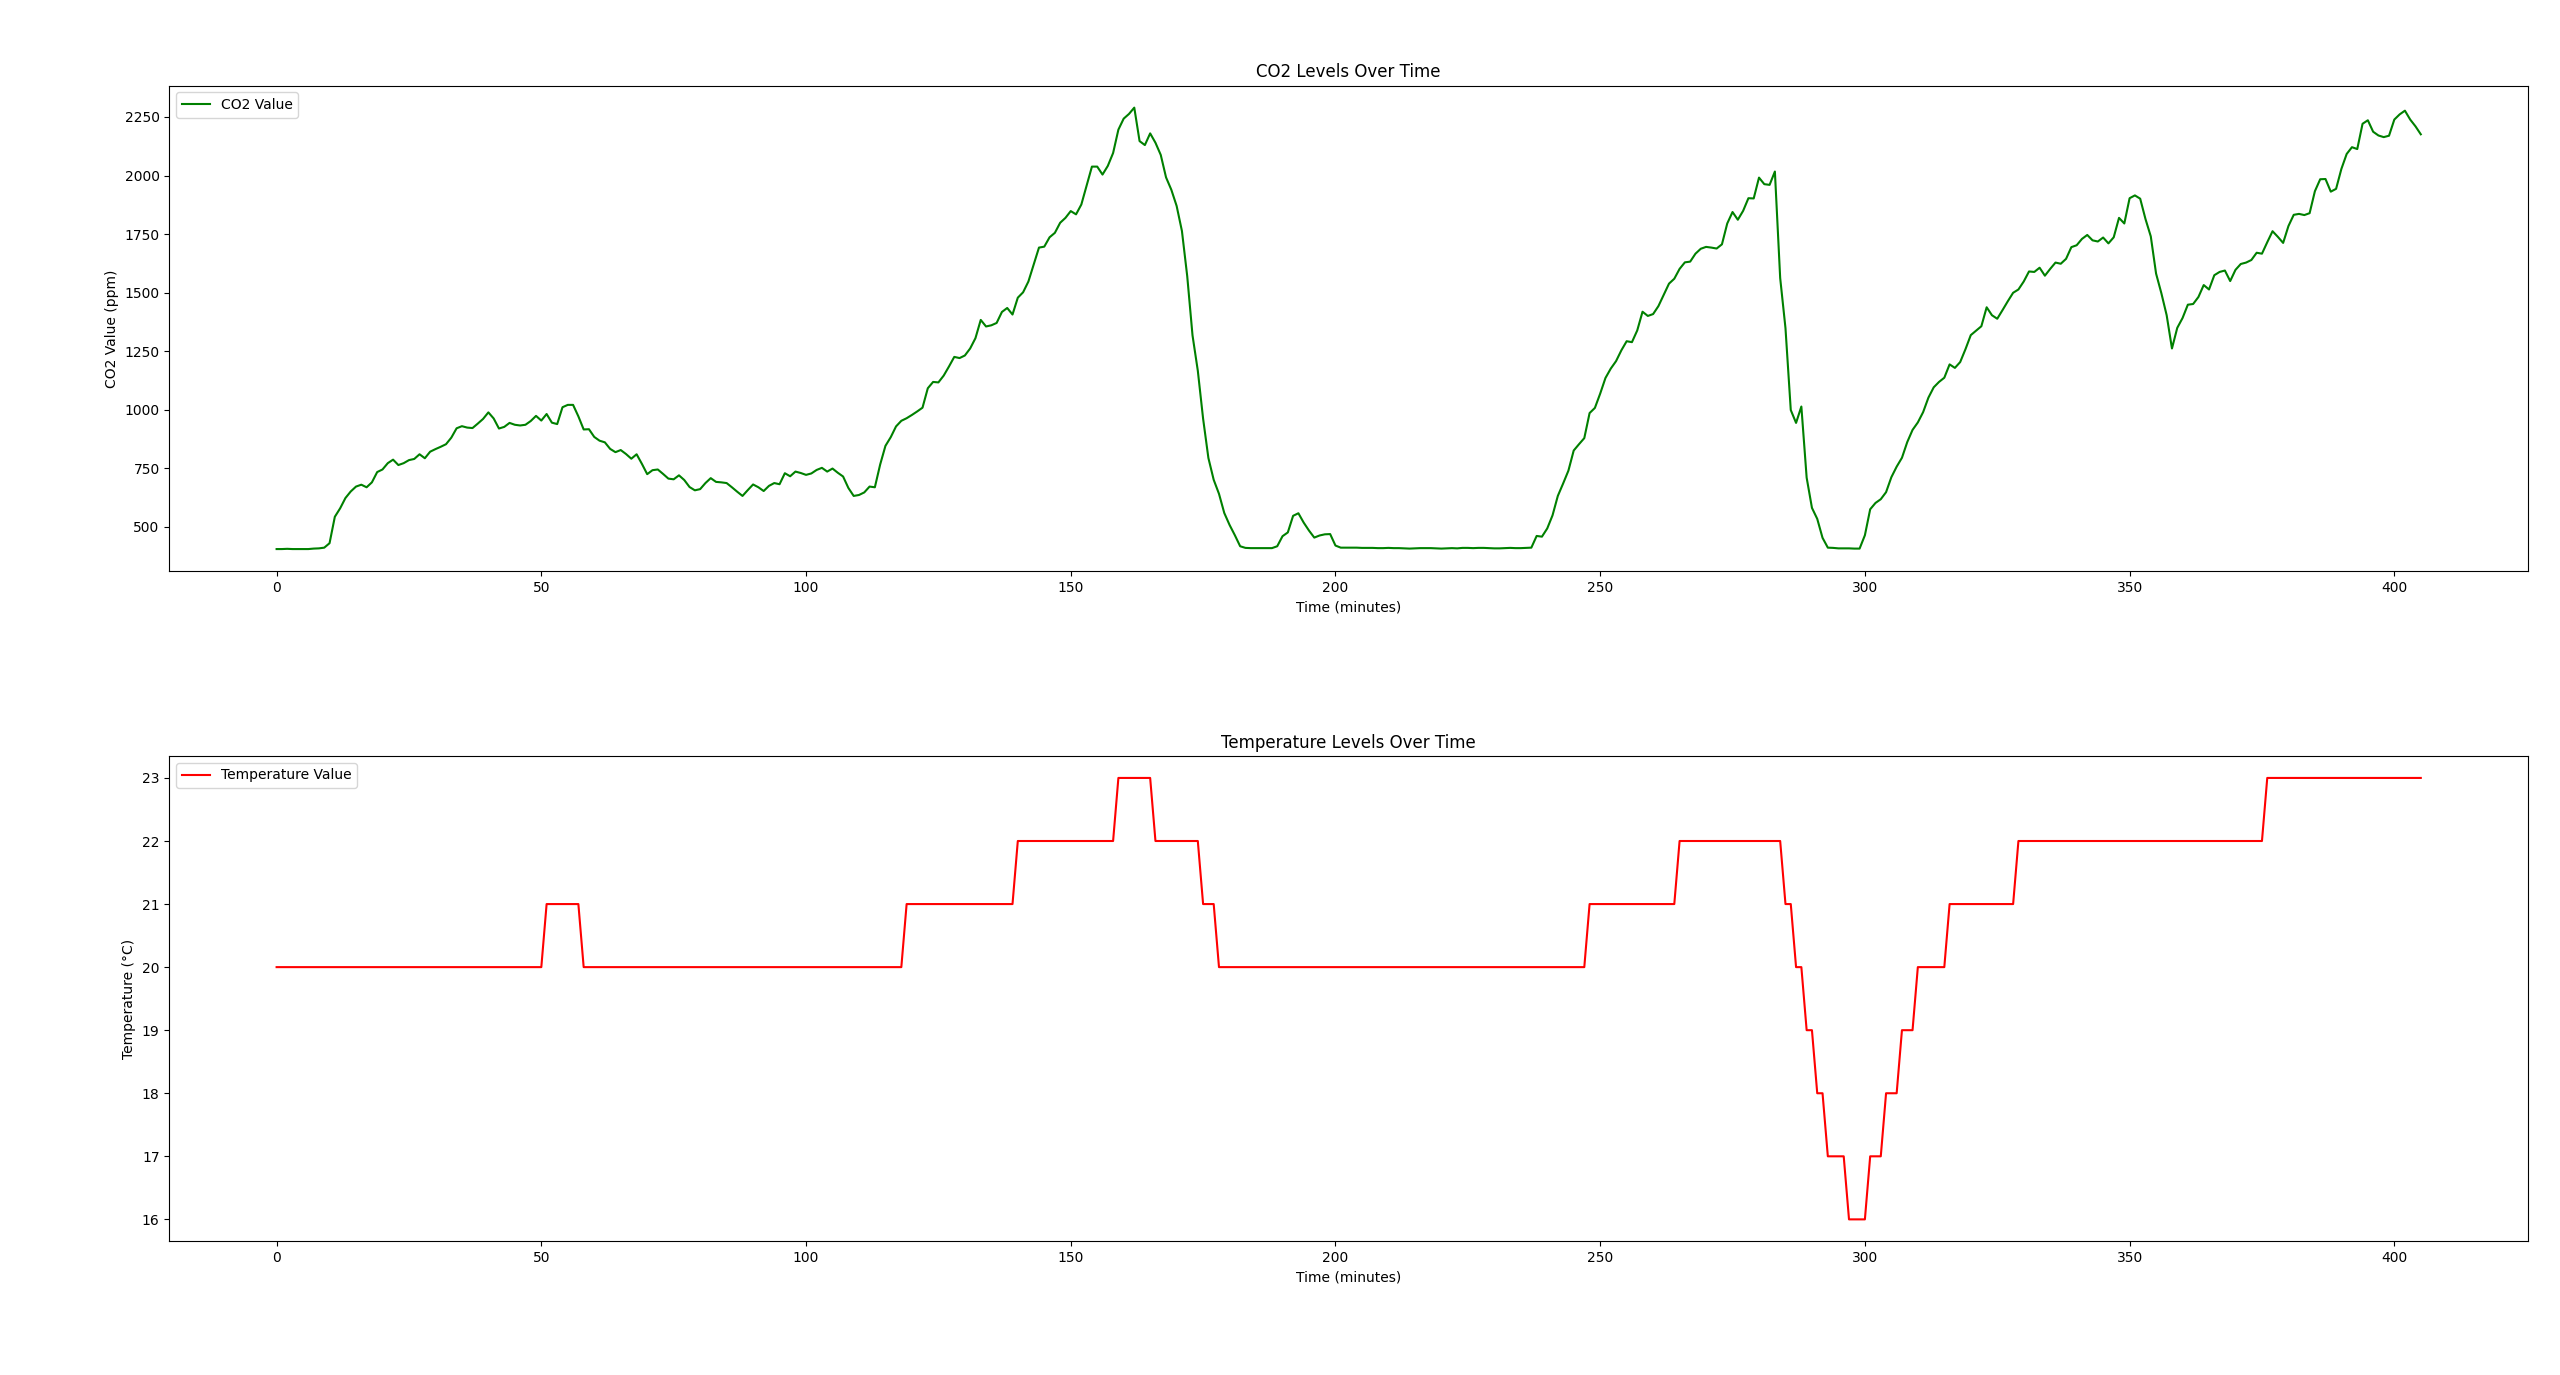 CO2 Levels Over Time
CO2 Value
2250
2000
1750
1500
1250
1000
750
500
CO2 Value (ppm)
0 50 100 150 200 250 300 350 400
Time (minutes)
Temperature Levels Over Time
Temperature Value
23
22
21
20
19
18
17
16
Temperature (°C)
0 50 100 150 200 250 300 350 400
Time (minutes)